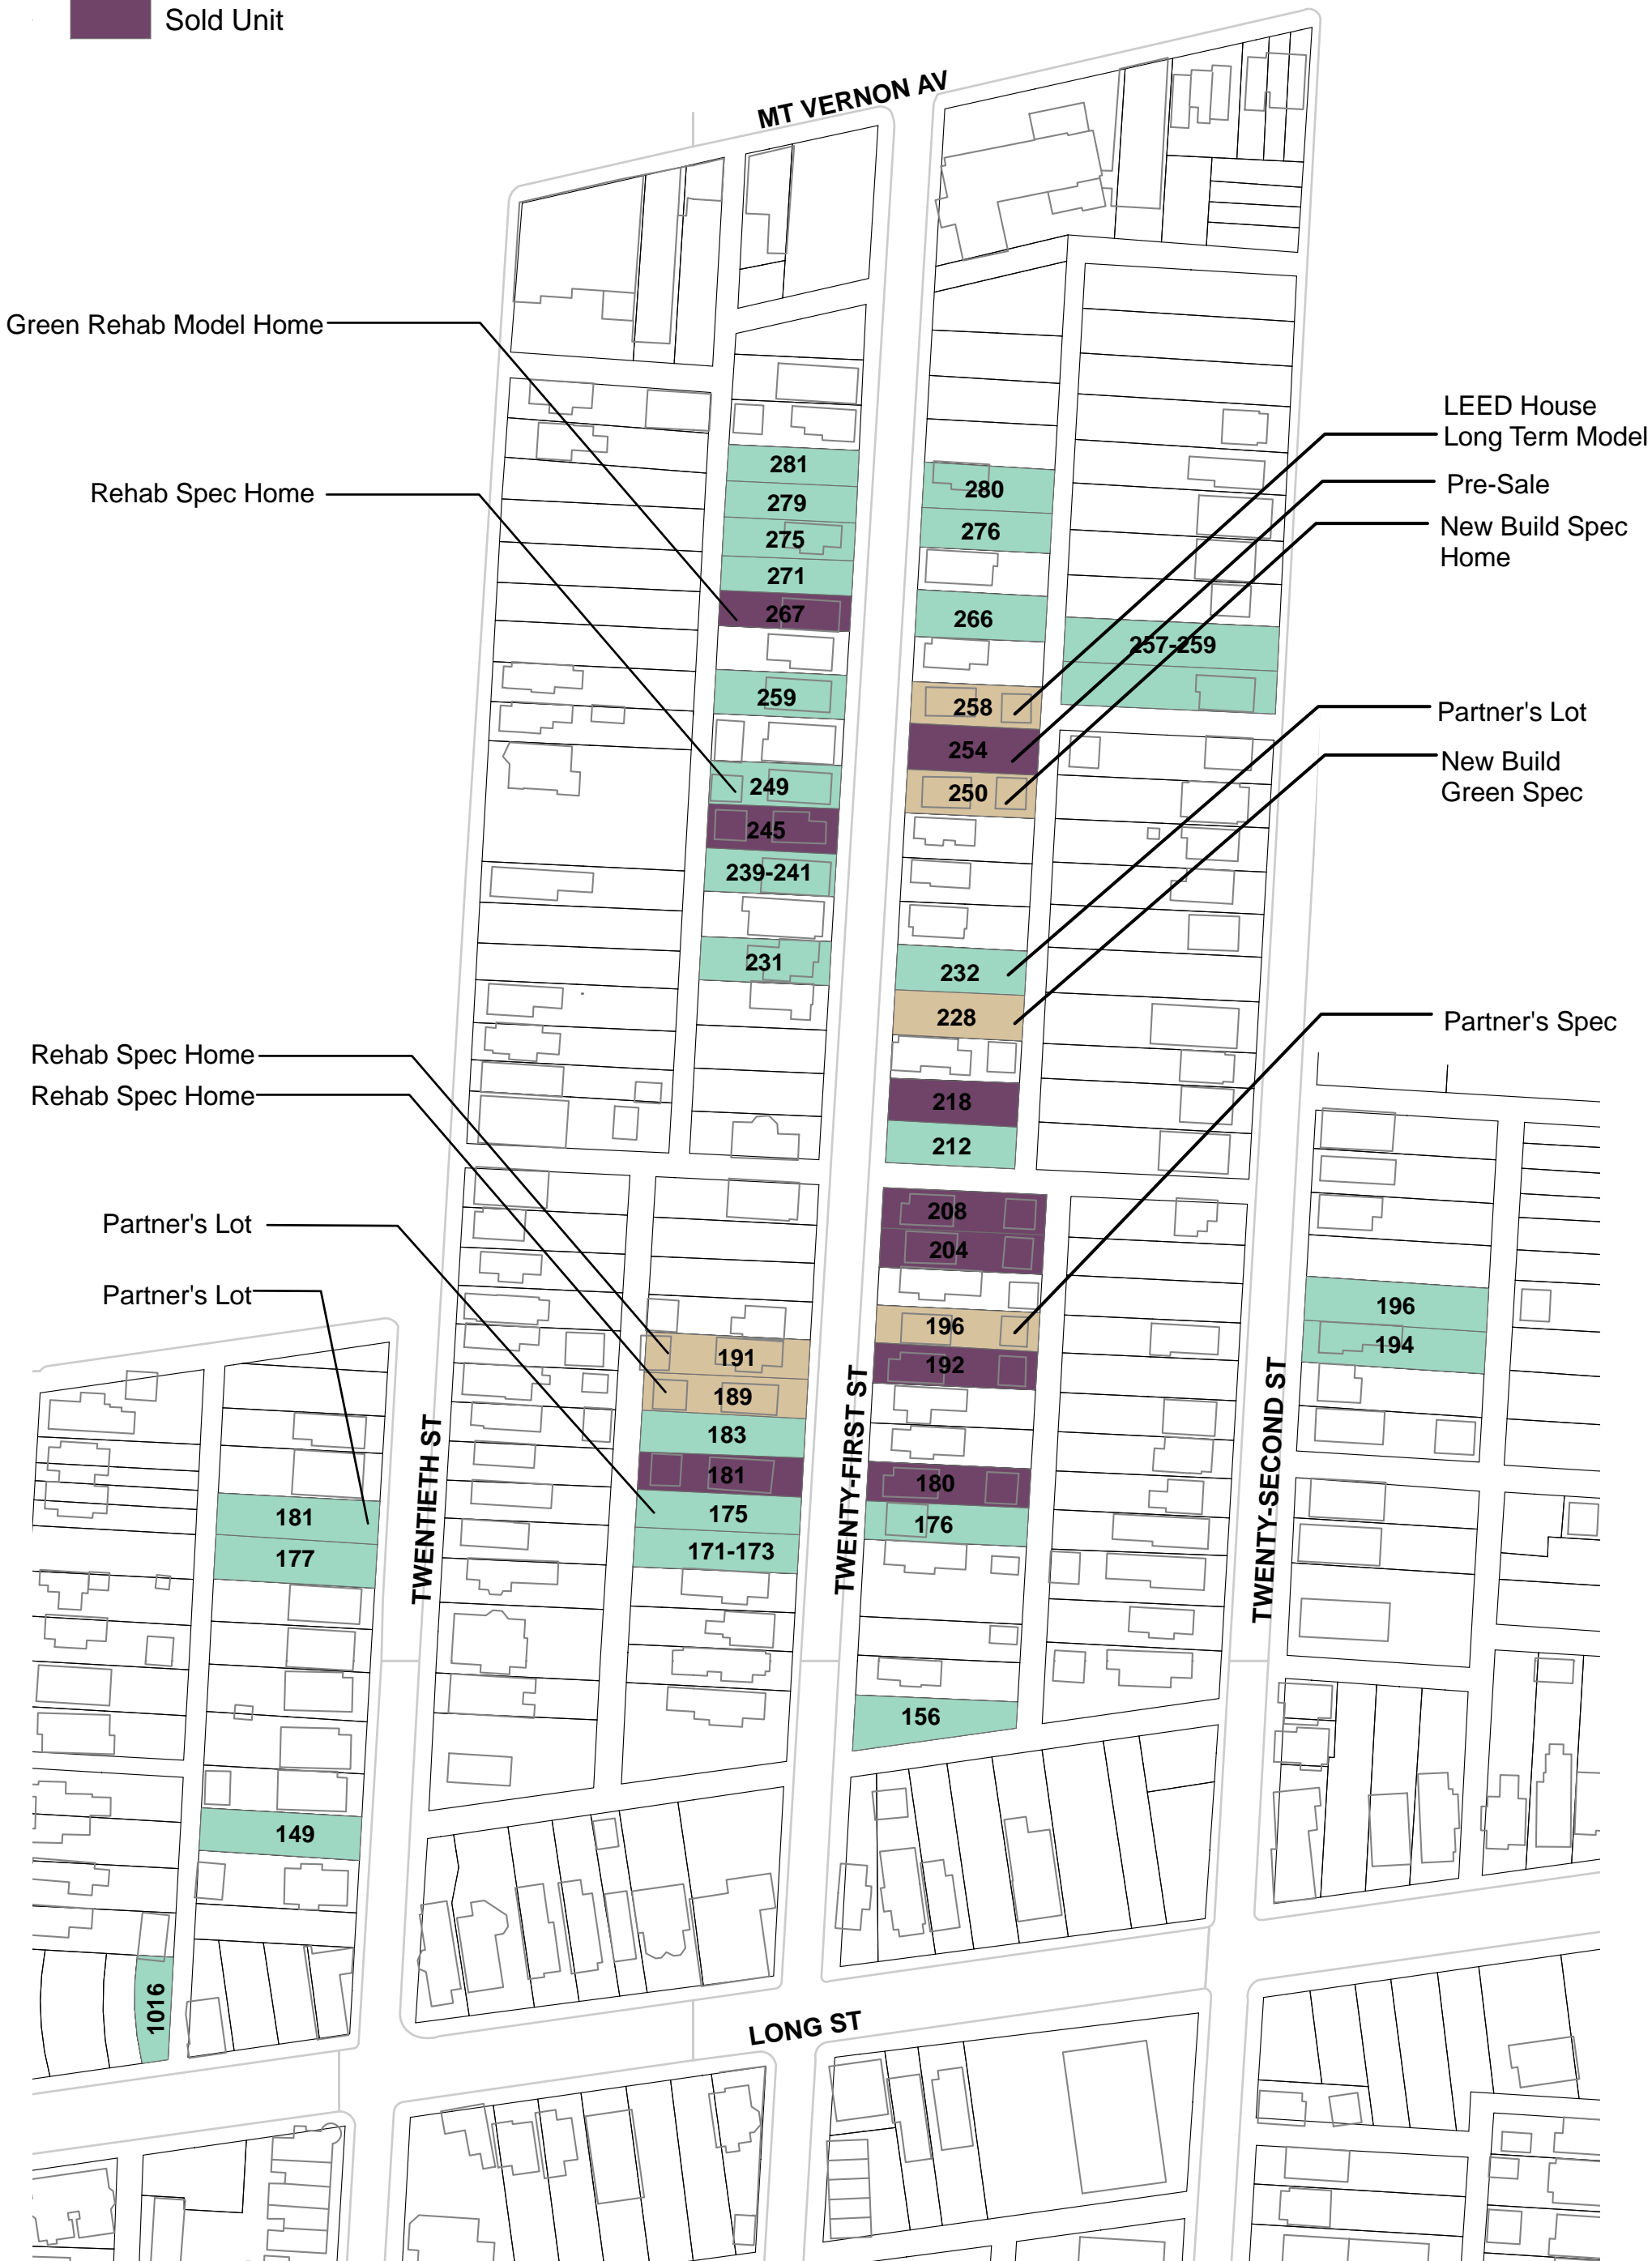 Sold Unit
MT VERNON AV
Green Rehab Model Home
Rehab Spec Home
LEED House
Long Term Model
Pre-Sale
New Build Spec
Home
Partner's Lot
New Build
Green Spec
Partner's Spec
Rehab Spec Home
Rehab Spec Home
Partner's Lot
Partner's Lot
281
279
275
271
267
259
249
245
239-241
231
280
276
266
257-259
258
254
250
232
228
218
212
208
204
196
192
180
176
156
191
189
183
181
175
171-173
196
194
181
177
149
1016
TWENTIETH ST
TWENTY-FIRST ST
TWENTY-SECOND ST
LONG ST